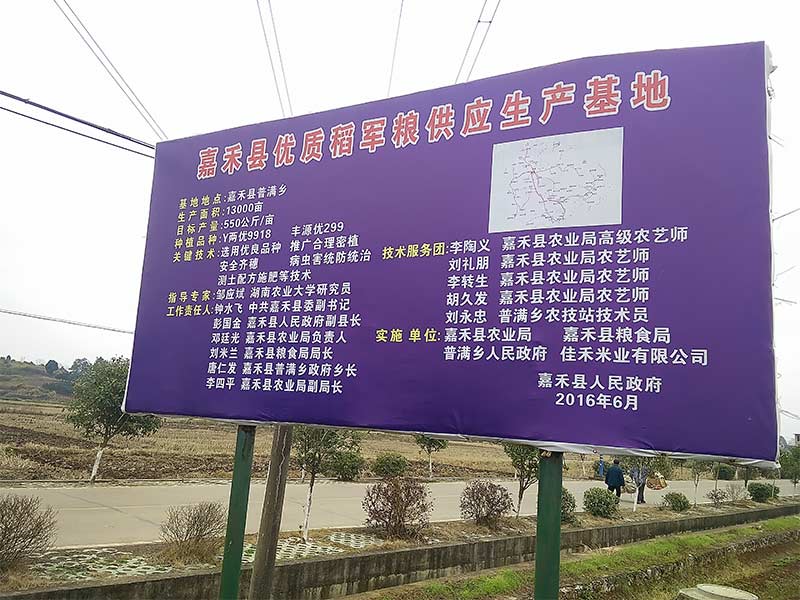 嘉禾县优质稻军粮供应生产基地
基地地点:嘉禾县普满乡
生产面积:13000亩
目标产量:550公斤/亩
种植品种:Y两优9918 丰源优299
关键技术:选用优良品种 推广合理密植
安全齐穗 病虫害统防统治
测土配方施肥等技术
指导专家:邹应斌 湖南农业大学研究员
工作责任人:钟水飞 中共嘉禾县委副书记
彭国金 嘉禾县人民政府副县长
邓廷光 嘉禾县农业局负责人
刘米兰 嘉禾县粮食局局长
唐仁发 嘉禾县普满乡政府乡长
李四平 嘉禾县农业局副局长
技术服务团:李陶义 嘉禾县农业局高级农艺师
刘礼朋 嘉禾县农业局农艺师
李转生 嘉禾县农业局农艺师
胡久发 嘉禾县农业局农艺师
刘永忠 普满乡农技站技术员
实施 单位:嘉禾县农业局 嘉禾县粮食局
普满乡人民政府 佳禾米业有限公司
嘉禾县人民政府
2016年6月